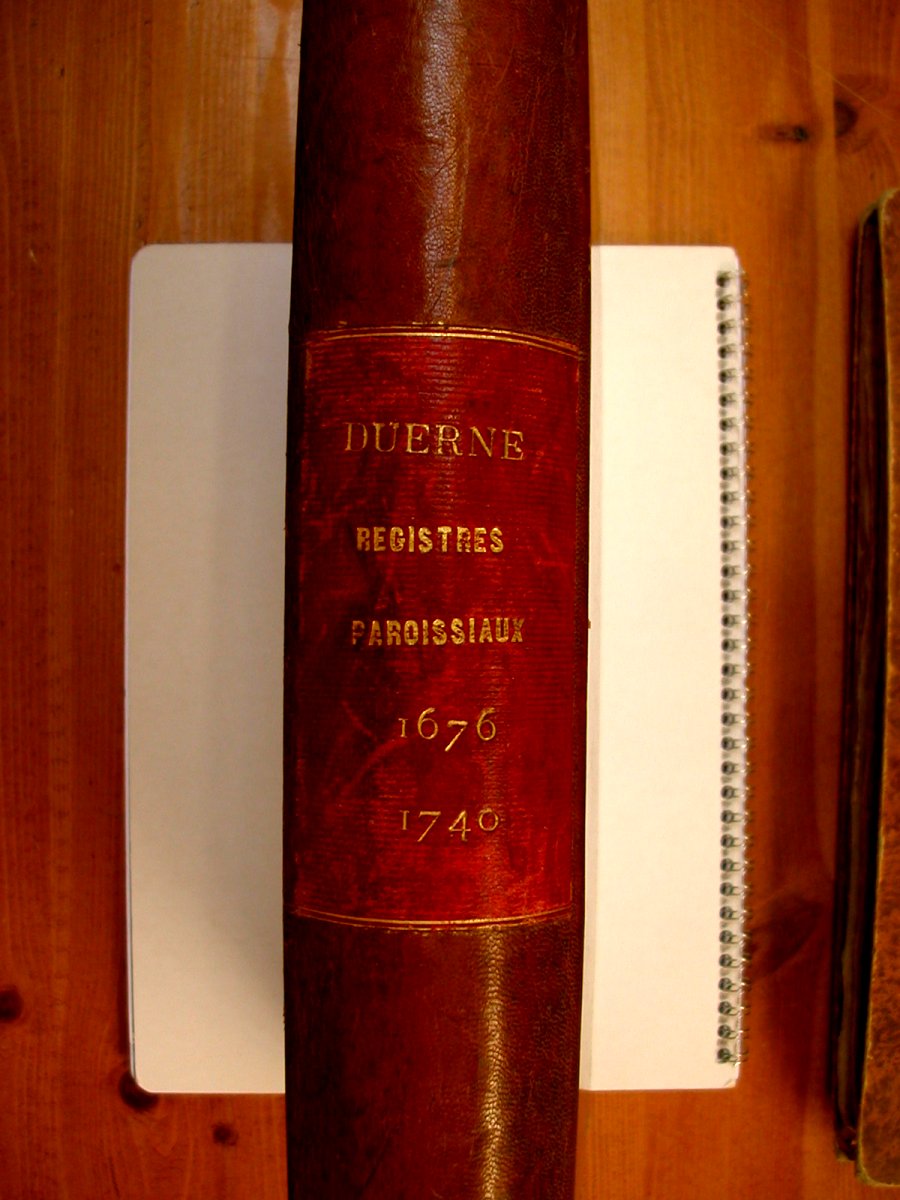 DUERNE
REGISTRES
PAROISSIAUX
1676
1740